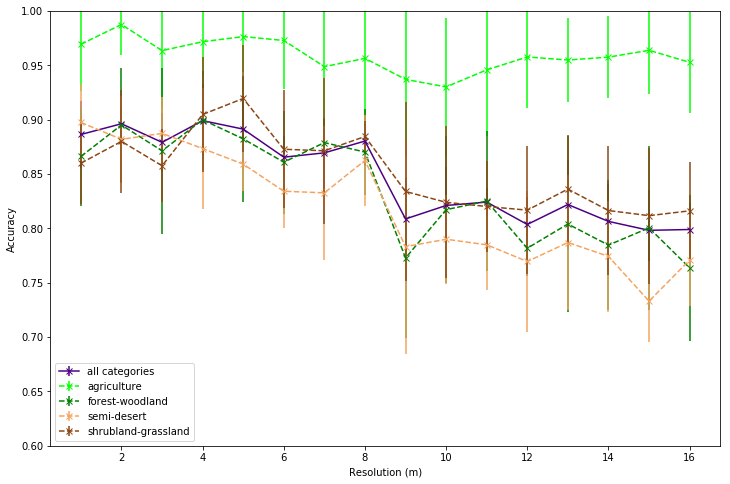 1.00
0.95
0.90
0.85
0.80
0.75
0.70
0.65
0.60
Accuracy
all categories
agriculture
forest-woodland
semi-desert
shrubland-grassland
2 4 6 8 10 12 14 16
Resolution (m)